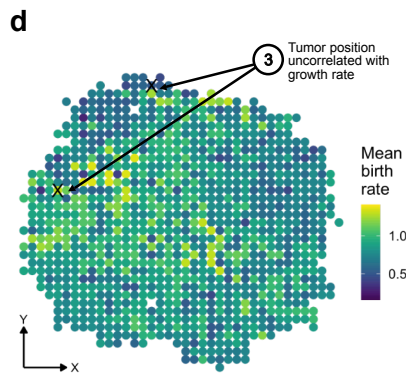 d
3
Tumor position
uncorrelated with
growth rate
X
X
Mean
birth
rate
1.0
0.5
Y
X